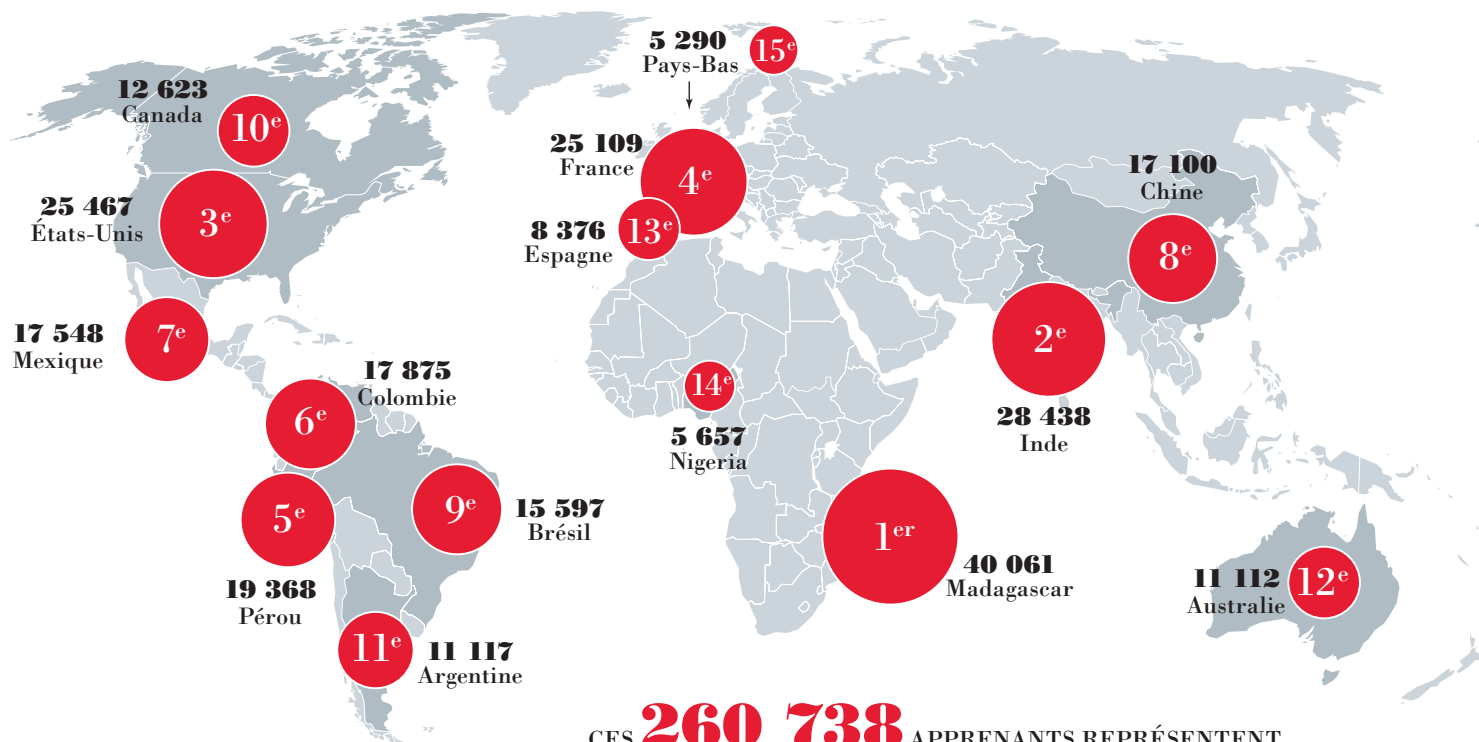 5 290
Pays-Bas
15e
12 623
Canada
10e
25 109
France
4e
17 100
Chine
8e
25 467
États-Unis
3e
8 376
Espagne
13e
17 548
Mexique
7e
2e
28 438
Inde
17 875
Colombie
6e
14e
5 657
Nigeria
5e
19 368
Pérou
9e
15 597
Brésil
1er
40 061
Madagascar
11 112
Australie
12e
11e
11 117
Argentine
CES 260 738 APPRENANTS REPRÉSENTENT